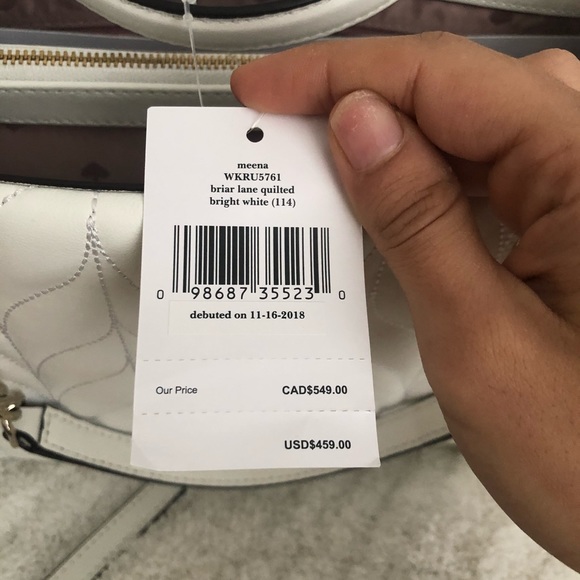 meena
WKRU5761
briar lane quilted
bright white (114)
0 98687 35523 0
debuted on 11-16-2018
Our Price CAD$549.00
USD$459.00